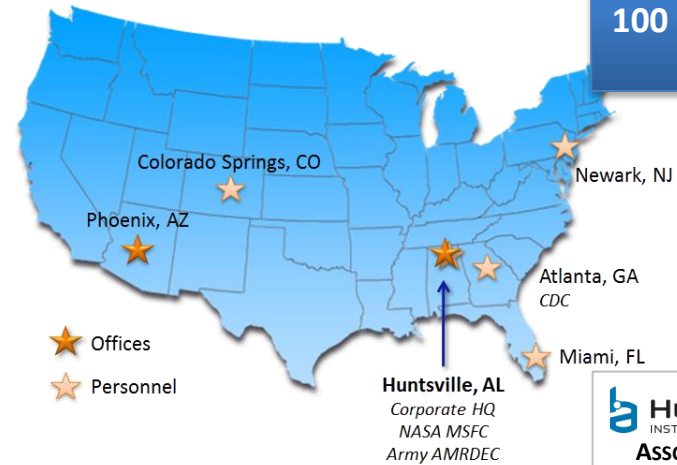 100
Colorado Springs, CO
Newark, NJ
Phoenix, AZ
Atlanta, GA
CDC
Offices
Miami, FL
Personnel
Huntsville, AL
Corporate HQ
NASA MSFC
Army AMRDEC